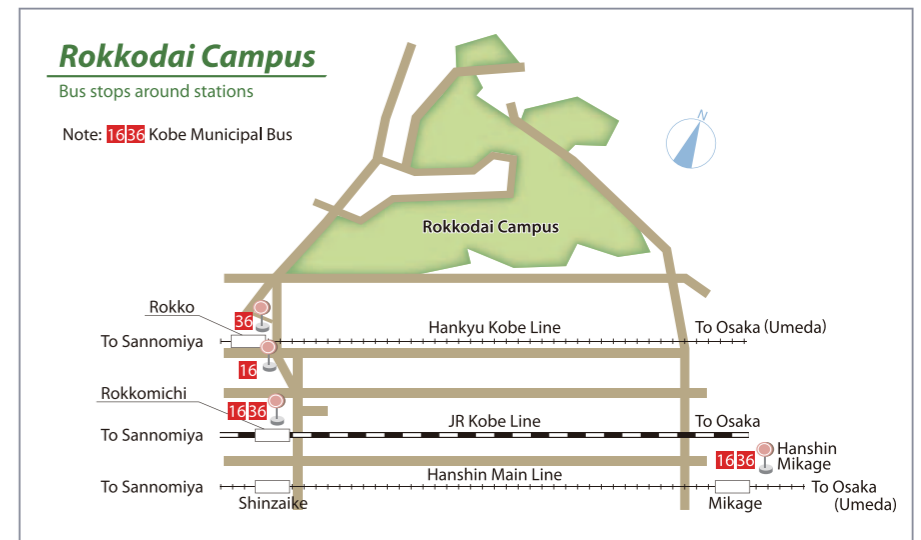 Rokkodai Campus
Bus stops around stations
Note: 16 36 Kobe Municipal Bus
N
Rokkodai Campus
Rokko
36
To Sannomiya
Hankyu Kobe Line
To Osaka (Umeda)
16
Rokkomichi
16 36
To Sannomiya
JR Kobe Line
To Osaka
16 36
Hanshin
Mikage
Hanshin Main Line
To Sannomiya
Shinzaike
Mikage
To Osaka
(Umeda)